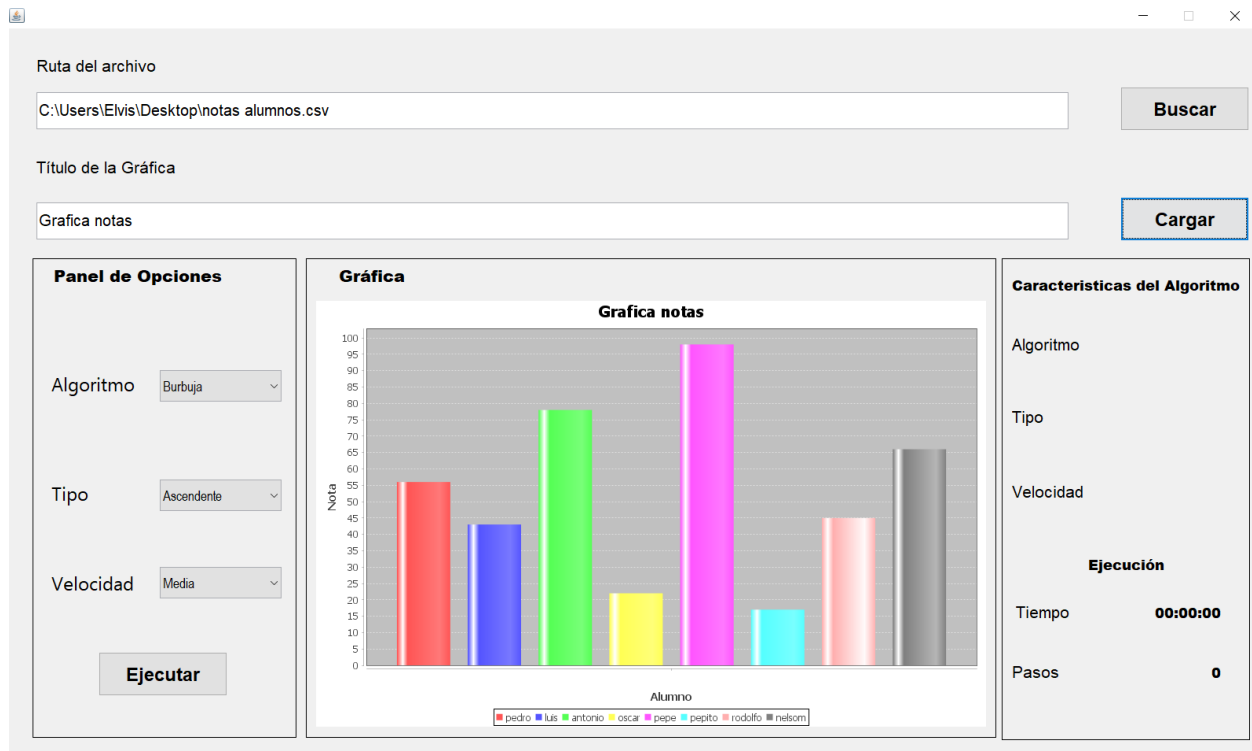 Ruta del archivo
C:\Users\Elvis\Desktop\notas alumnos.csv
Buscar
Título de la Gráfica
Grafica notas
Cargar
Panel de Opciones
Algoritmo
Burbuja
Tipo
Ascendente
Velocidad
Media
Ejecutar
Gráfica
Grafica notas
100
95
90
85
80
75
70
65
60
55
50
45
40
35
30
25
20
15
10
5
0
Nota
Alumno
pedro luis antonio oscar pepe pepito rodolfo nelsom
Caracteristicas del Algoritmo
Algoritmo
Tipo
Velocidad
Ejecución
Tiempo 00:00:00
Pasos 0